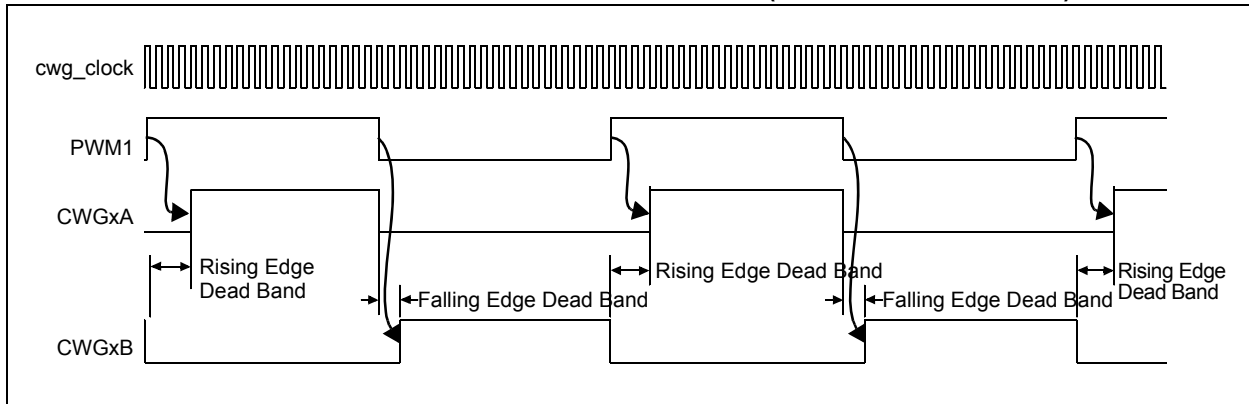 cwg_clock
PWM1
CWGxA
Rising Edge
Dead Band
Rising Edge Dead Band
Rising Edge
Dead Band
Falling Edge Dead Band
Falling Edge Dead Band
CWGxB